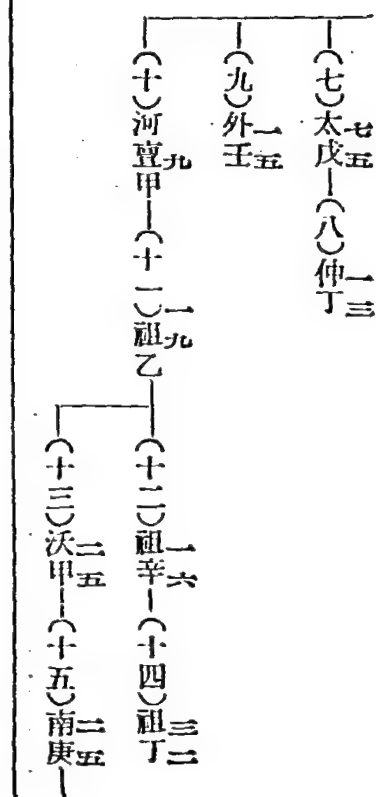 （七）太戊 七五
（八）仲丁 一三
（九）外壬 一五
（十）河亶甲 九
（十一）祖乙 一九
（十二）祖辛 一六
（十四）祖丁 三二
（十三）沃甲 二五
（十五）南庚 二五